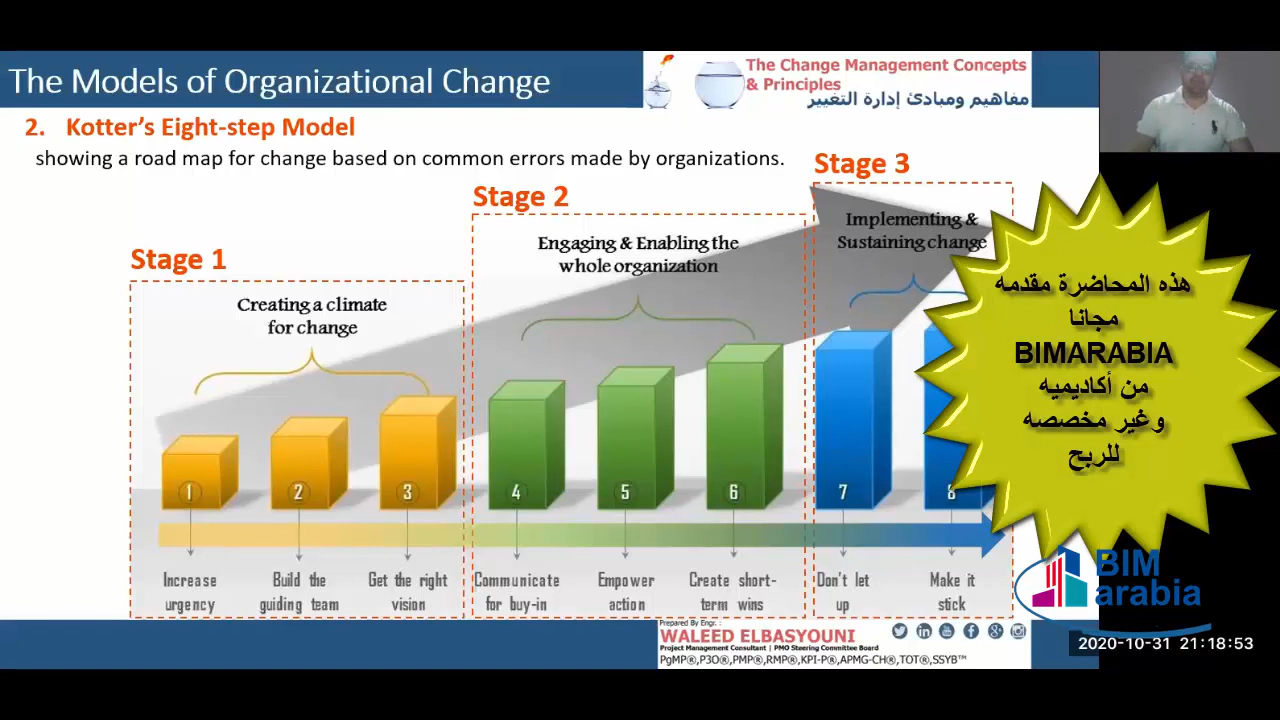 The Models of Organizational Change
The Change Management Concepts
& Principles
مفاهيم ومبادئ إدارة التغيير
2. Kotter's Eight-step Model
showing a road map for change based on common errors made by organizations.
Stage 1
Creating a climate
for change
Stage 2
Engaging & Enabling the
whole organization
Stage 3
Implementing &
Sustaining change
1
2
3
4
5
6
7
8
Increase
urgency
Build the
guiding team
Get the right
vision
Communicate
for buy-in
Empower
action
Create short-
term wins
Don't let
up
Make it
stick
هذه المحاضرة مقدمه
مجانا
BIMARABIA
من أكاديميه
وغير مخصصه
للربح
BIM
arabia
Prepared By Engr. :
WALEED ELBASYOUNI
Project Management Consultant | PMO Steering Committee Board
PgMP®,P3O®,PMP®,RMP®,KPI-P®,APMG-CH®,TOT®,SSYB™
2020-10-31 21:18:53